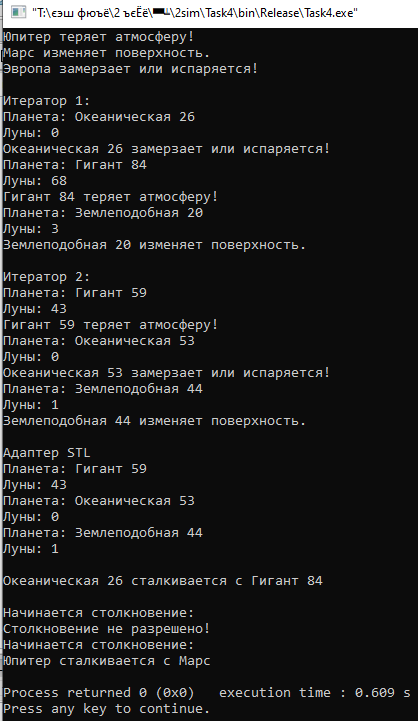 "T:\єэш фюъё\2 ъєЁё\▀╨\2sim\Task4\bin\Release\Task4.exe"
Юпитер теряет атмосферу!
Марс изменяет поверхность.
Европа замерзает или испаряется!
Итератор 1:
Планета: Океаническая 26
Луны: 0
Океаническая 26 замерзает или испаряется!
Планета: Гигант 84
Луны: 68
Гигант 84 теряет атмосферу!
Планета: Землеподобная 20
Луны: 3
Землеподобная 20 изменяет поверхность.
Итератор 2:
Планета: Гигант 59
Луны: 43
Гигант 59 теряет атмосферу!
Планета: Океаническая 53
Луны: 0
Океаническая 53 замерзает или испаряется!
Планета: Землеподобная 44
Луны: 1
Землеподобная 44 изменяет поверхность.
Адаптер STL
Планета: Гигант 59
Луны: 43
Планета: Океаническая 53
Луны: 0
Планета: Землеподобная 44
Луны: 1
Океаническая 26 сталкивается с Гигант 84
Начинается столкновение:
Столкновение не разрешено!
Начинается столкновение:
Юпитер сталкивается с Марс
Process returned 0 (0x0) execution time : 0.609 s
Press any key to continue.